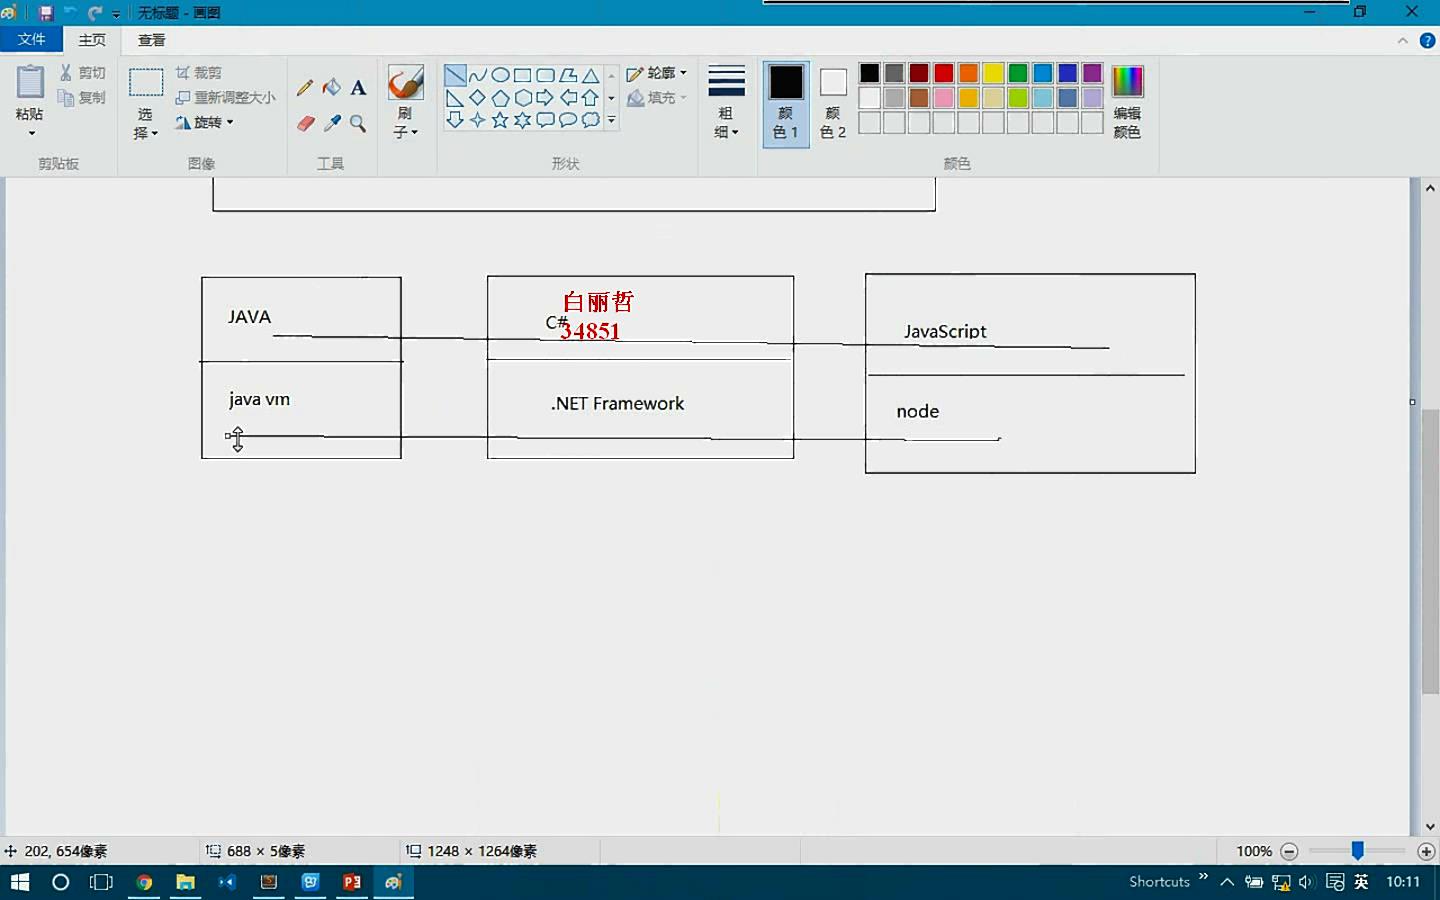 无标题 - 画图
文件 主页 查看
粘贴
剪切
复制
剪贴板
选择
裁剪
重新调整大小
旋转
图像
A
工具
刷子
轮廓
填充
形状
粗细
颜色 1
颜色 2
编辑颜色
颜色
JAVA
java vm
C#
白丽哲
34851
.NET Framework
JavaScript
node
202, 654像素
688 × 5像素
1248 × 1264像素
100%
Shortcuts
英
10:11